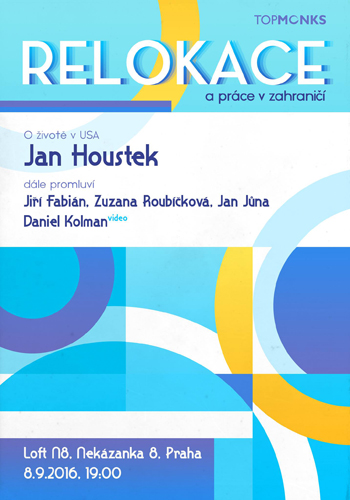 TOPMONKS
RELOKACE
a práce v zahraničí
O životě v USA
Jan Houstek
dále promluví
Jiří Fabián, Zuzana Roubíčková, Jan Jůna
Daniel Kolman video
Loft N8, Nekázanka 8, Praha
8.9.2016, 19:00